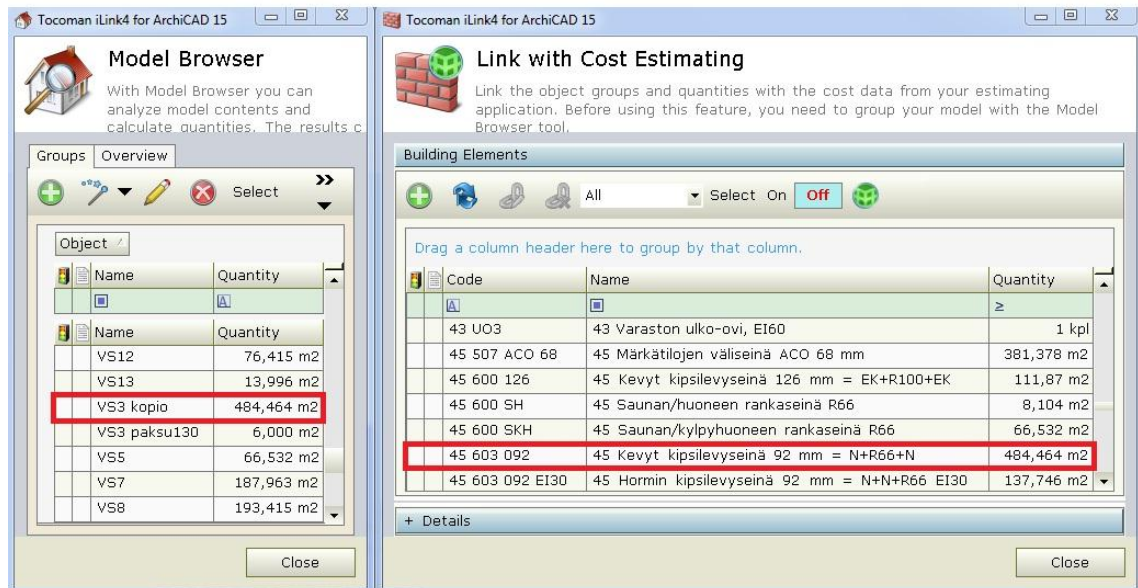 Tocoman iLink4 for ArchiCAD 15
Model Browser
With Model Browser you can
analyze model contents and
calculate quantities. The results c
Groups Overview
Select
Object
Name Quantity
Name Quantity
VS12 76,415 m2
VS13 13,996 m2
VS3 kopio 484,464 m2
VS3 paksu130 6,000 m2
VS5 66,532 m2
VS7 187,963 m2
VS8 193,415 m2
Close
Tocoman iLink4 for ArchiCAD 15
Link with Cost Estimating
Link the object groups and quantities with the cost data from your estimating
application. Before using this feature, you need to group your model with the Model
Browser tool.
Building Elements
All Select On Off
Drag a column header here to group by that column.
Code Name Quantity
A ≥
43 UO3 43 Varaston ulko-ovi, EI60 1 kpl
45 507 ACO 68 45 Märkätilojen väliseinä ACO 68 mm 381,378 m2
45 600 126 45 Kevyt kipsilevyseinä 126 mm = EK+R100+EK 111,87 m2
45 600 SH 45 Saunan/huoneen rankaseinä R66 8,104 m2
45 600 SKH 45 Saunan/kylpyhuoneen rankaseinä R66 66,532 m2
45 603 092 45 Kevyt kipsilevyseinä 92 mm = N+R66+N 484,464 m2
45 603 092 EI30 45 Hormin kipsilevyseinä 92 mm = N+N+R66 EI30 137,746 m2
+ Details
Close